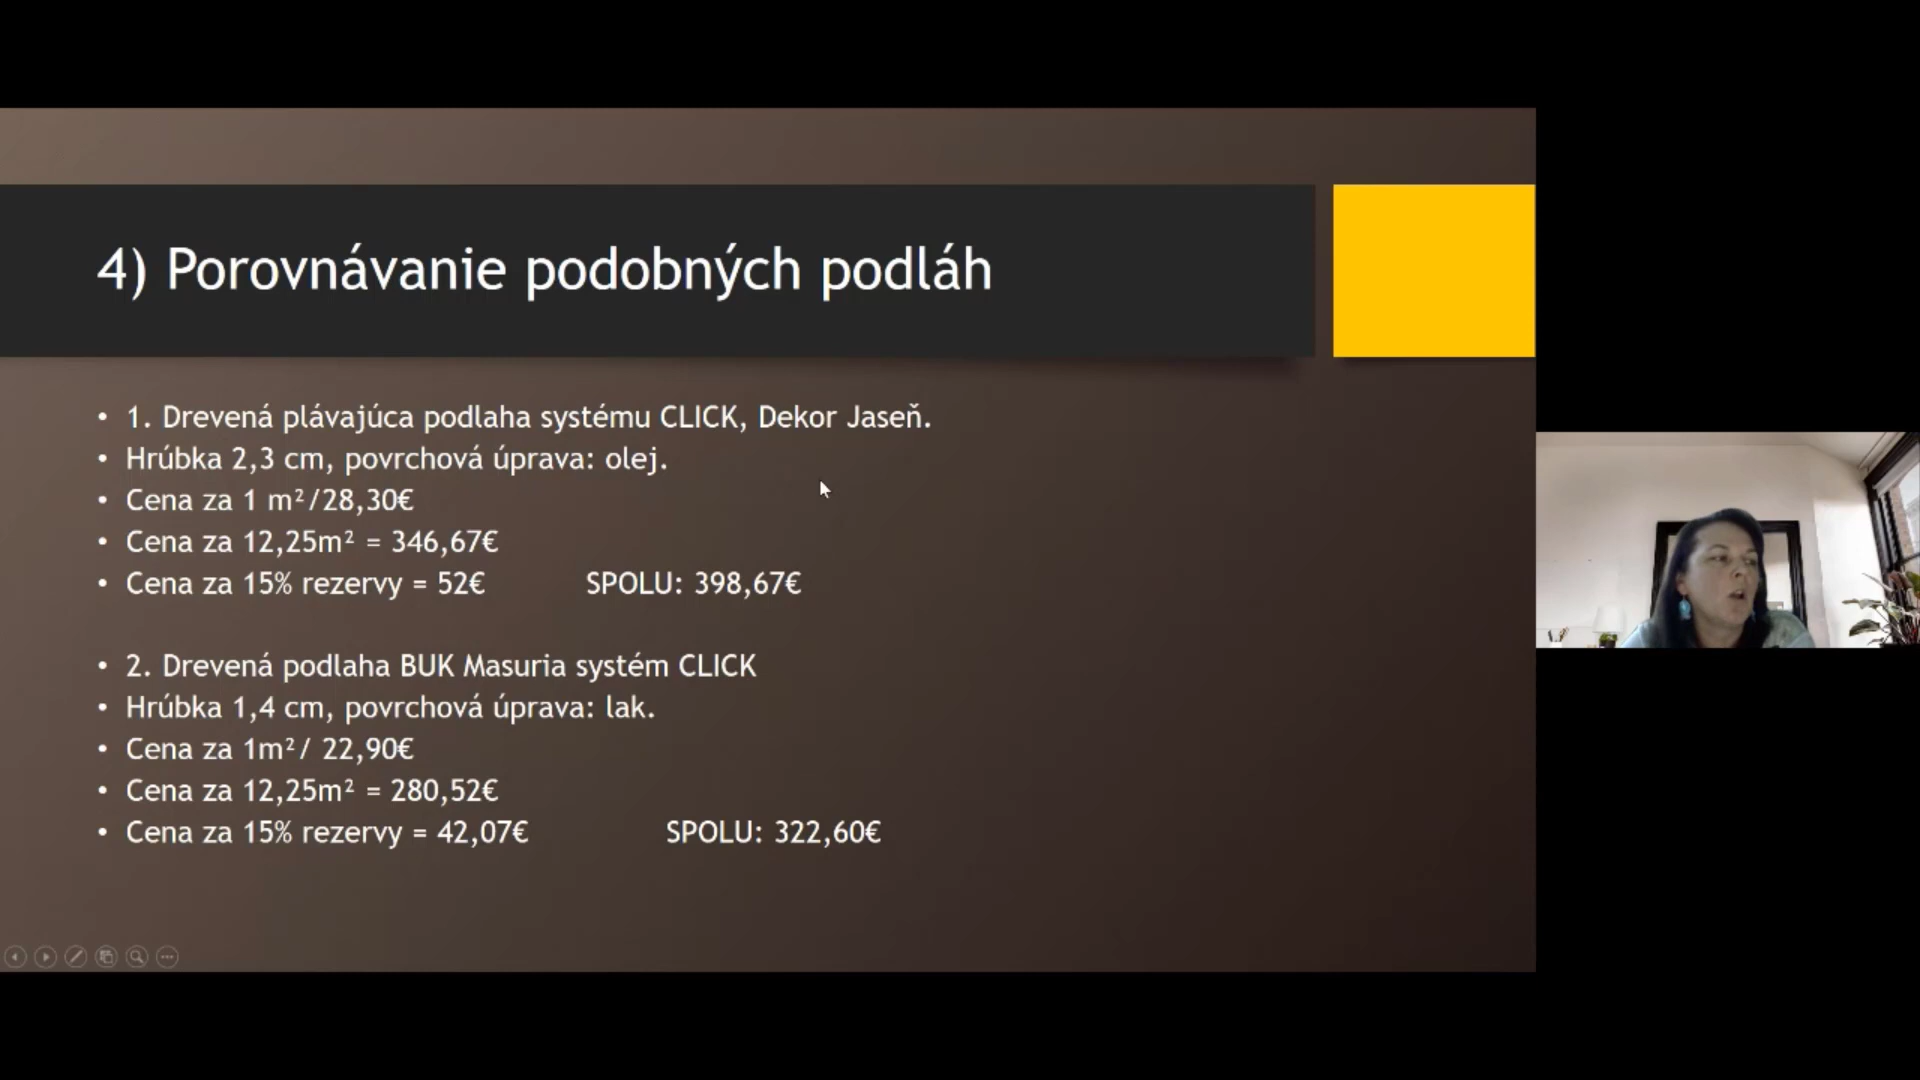 4) Porovnávanie podobných podláh
• 1. Drevená plávajúca podlaha systému CLICK, Dekor Jaseň.
• Hrúbka 2,3 cm, povrchová úprava: olej.
• Cena za 1 m²/28,30€
• Cena za 12,25m² = 346,67€
• Cena za 15% rezervy = 52€ SPOLU: 398,67€
• 2. Drevená podlaha BUK Masuria systém CLICK
• Hrúbka 1,4 cm, povrchová úprava: lak.
• Cena za 1m²/ 22,90€
• Cena za 12,25m² = 280,52€
• Cena za 15% rezervy = 42,07€ SPOLU: 322,60€